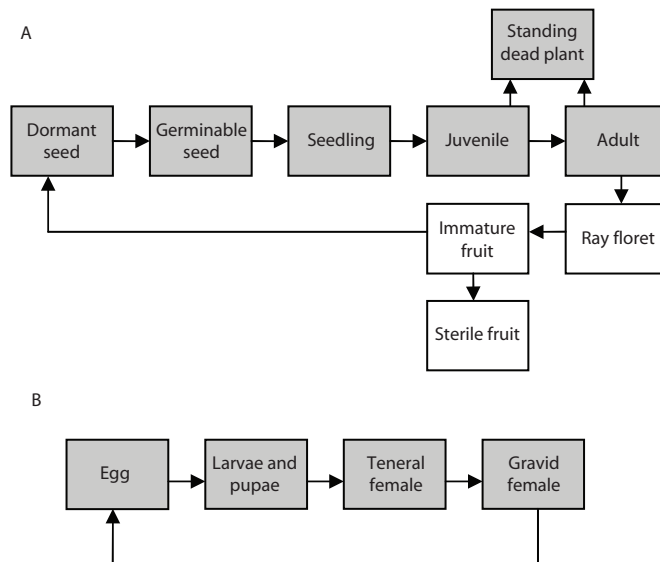 A
Standing
dead plant
Dormant
seed
Germinable
seed
Seedling
Juvenile
Adult
Immature
fruit
Ray floret
Sterile fruit
B
Egg
Larvae and
pupae
Teneral
female
Gravid
female